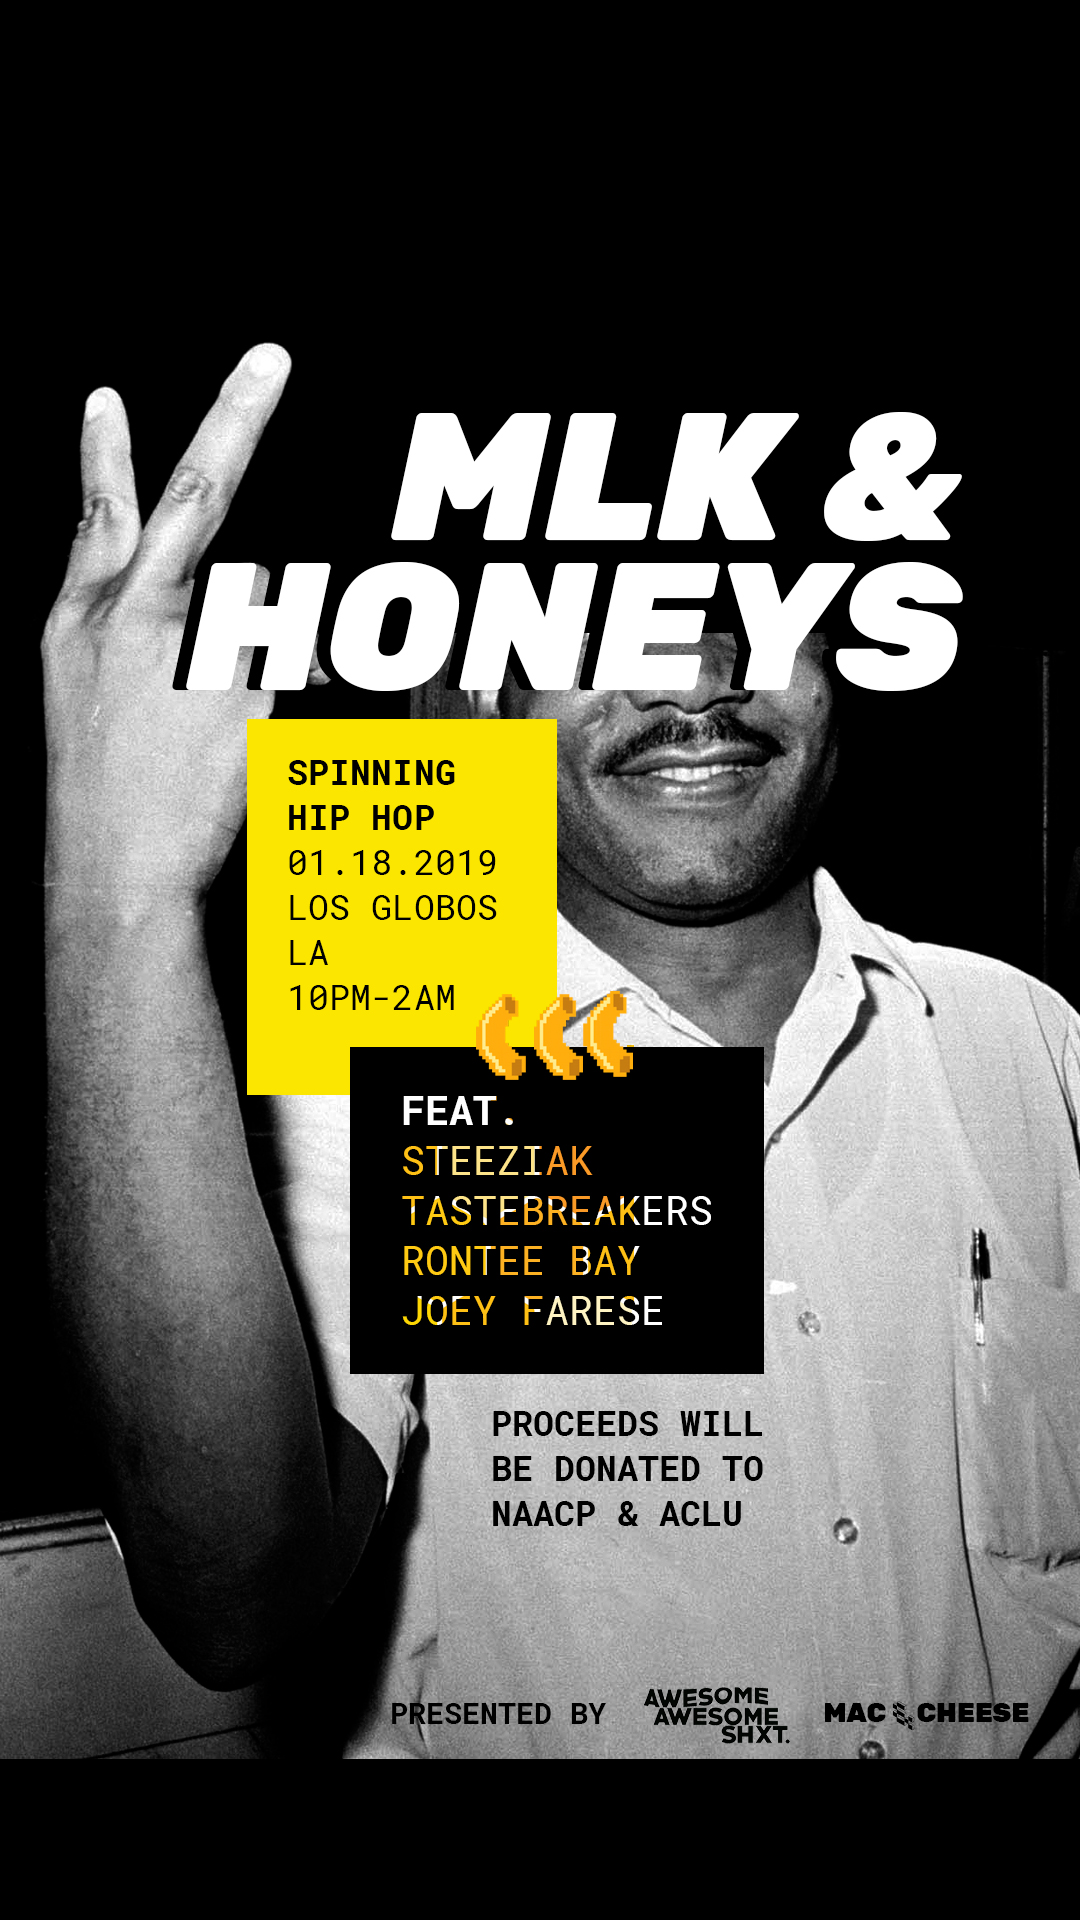 MLK &
HONEYS
SPINNING
HIP HOP
01.18.2019
LOS GLOBOS
LA
10PM-2AM
FEAT.
STEEZIAK
TASTEBREAKERS
RONTEE BAY
JOEY FARESE
PROCEEDS WILL
BE DONATED TO
NAACP & ACLU
PRESENTED BY
AWESOME
AWESOME
SHXT.
MAC CHEESE